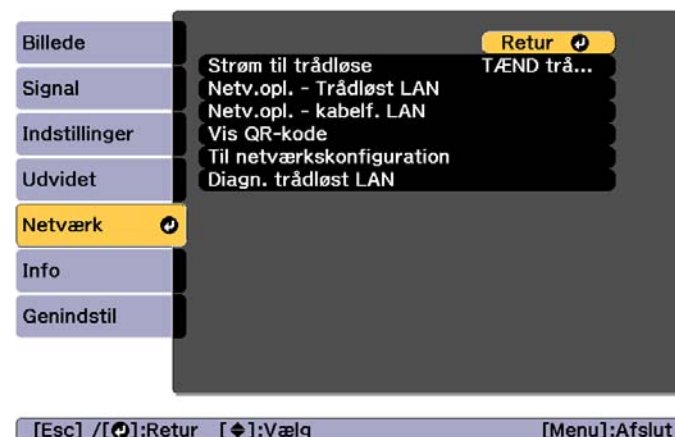 Billede
Signal
Indstillinger
Udvidet
Netværk
Info
Genindstil
Retur
Strøm til trådløse TÆND trå...
Netv.opl. - Trådløst LAN
Netv.opl. - kabelf. LAN
Vis QR-kode
Til netværkskonfiguration
Diagn. trådløst LAN
[Esc] /[ ]:Retur [ ]:Vælg [Menu]:Afslut